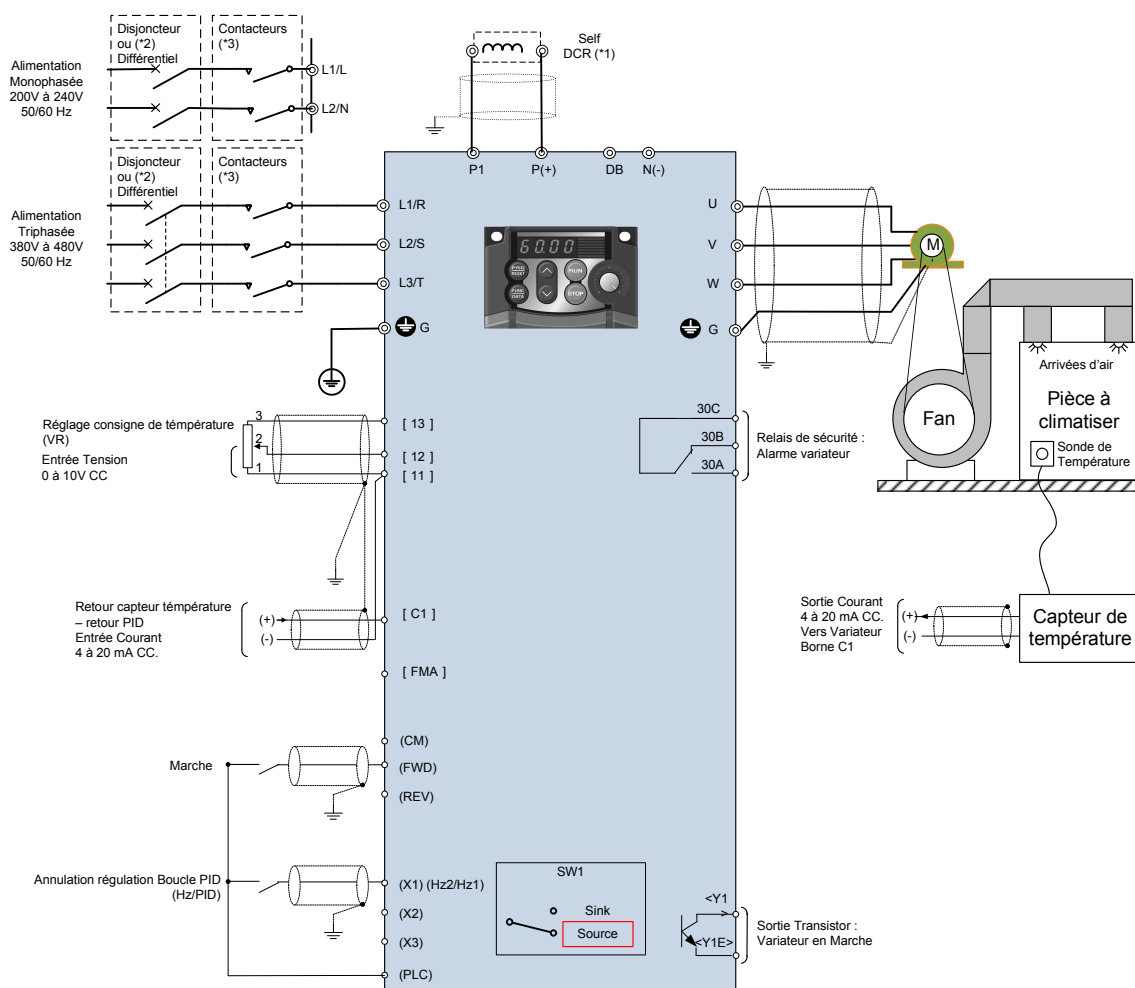 Disjoncteur
ou (*2)
Différentiel
Contacteurs
(*3)
Alimentation
Monophasée
200V à 240V
50/60 Hz
L1/L
L2/N
Self
DCR (*1)
P1
P(+)
DB
N(-)
Disjoncteur
ou (*2)
Différentiel
Contacteurs
(*3)
Alimentation
Triphasée
380V à 480V
50/60 Hz
L1/R
L2/S
L3/T
G
60.00
PRG
RESET
RUN
FUNC
DATA
STOP
U
V
W
G
M
Fan
Arrivées d'air
Pièce à
climatiser
Sonde de
Température
Réglage consigne de témpérature
(VR)
Entrée Tension
0 à 10V CC
3
2
1
[ 13 ]
[ 12 ]
[ 11 ]
30C
30B
30A
Relais de sécurité :
Alarme variateur
Retour capteur témpérature
– retour PID
Entrée Courant
4 à 20 mA CC.
(+)
(-)
[ C1 ]
[ FMA ]
Sortie Courant
4 à 20 mA CC.
Vers Variateur
Borne C1
(+)
(-)
Capteur de
température
Marche
(CM)
(FWD)
(REV)
Annulation régulation Boucle PID
(Hz/PID)
(X1) (Hz2/Hz1)
(X2)
(X3)
(PLC)
SW1
Sink
Source
<Y1
<Y1E>
Sortie Transistor :
Variateur en Marche